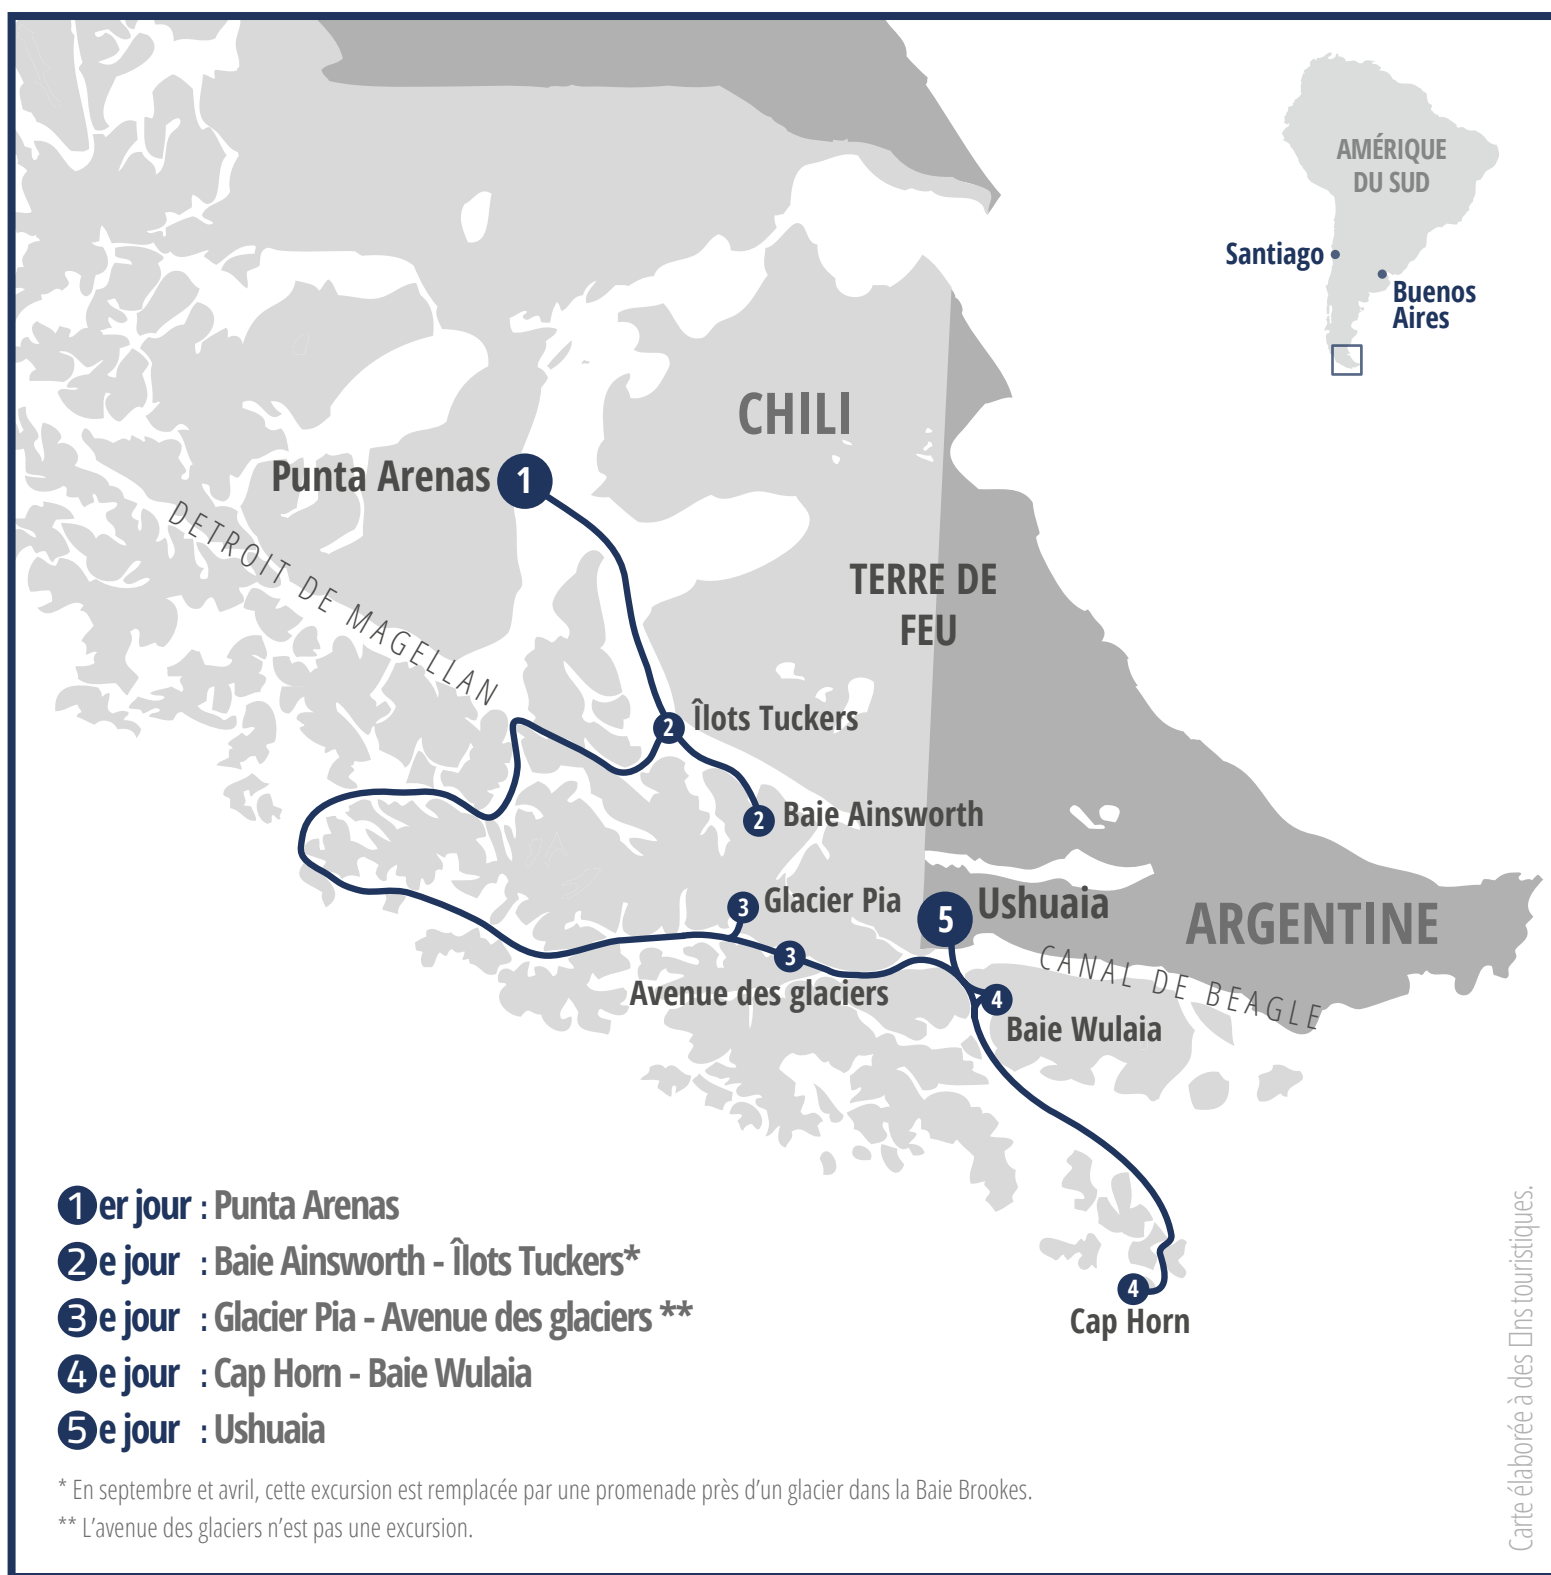 AMÉRIQUE
DU SUD
Santiago
Buenos
Aires
CHILI
Punta Arenas
1
DETROIT DE MAGELLAN
TERRE DE
FEU
2
Îlots Tuckers
2
Baie Ainsworth
3
Glacier Pia
5
Ushuaia
ARGENTINE
3
Avenue des glaciers
CANAL DE BEAGLE
4
Baie Wulaia
4
Cap Horn
1er jour : Punta Arenas
2e jour : Baie Ainsworth - Îlots Tuckers*
3e jour : Glacier Pia - Avenue des glaciers **
4e jour : Cap Horn - Baie Wulaia
5e jour : Ushuaia
* En septembre et avril, cette excursion est remplacée par une promenade près d’un glacier dans la Baie Brookes.
** L’avenue des glaciers n’est pas une excursion.
Carte élaborée à des □ns touristiques.